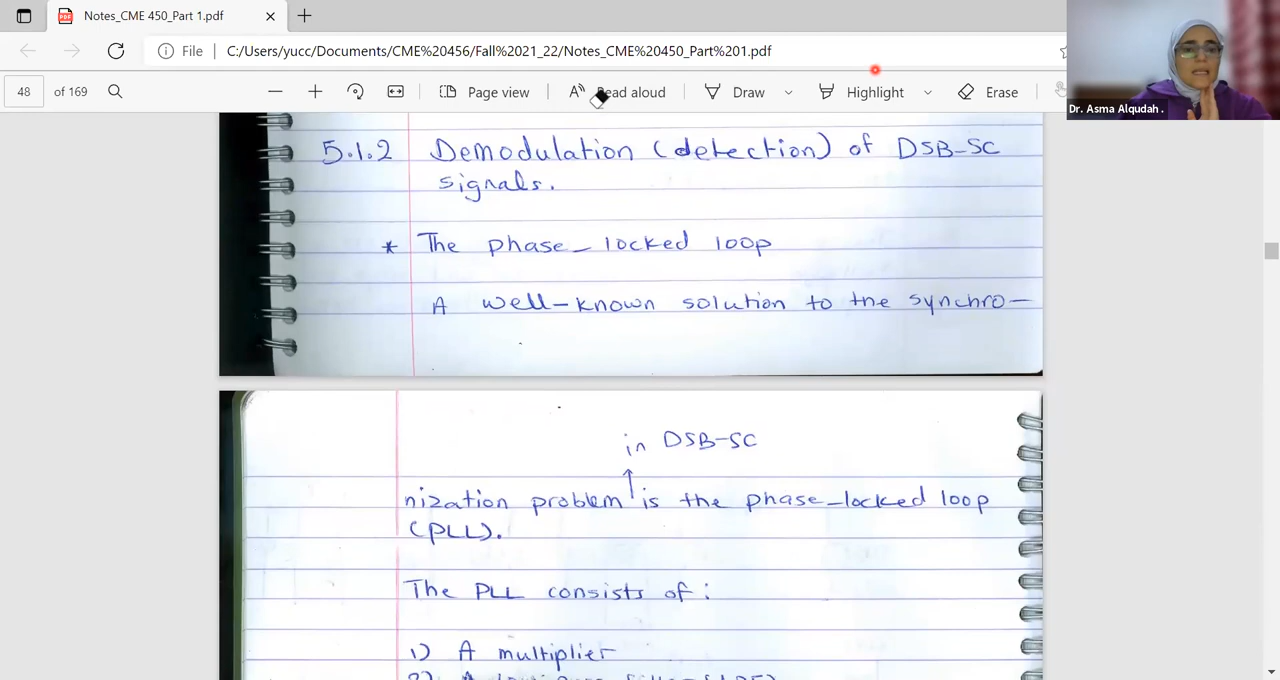 Notes_CME 450_Part 1.pdf
File
C:/Users/yucc/Documents/CME%20456/Fall%2021_22/Notes_CME%20450_Part%201.pdf
48 of 169
Page view
Read aloud
Draw
Highlight
Erase
Dr. Asma Alqudah .
5.1.2 Demodulation (detection) of DSB-SC
signals.
* The phase-locked loop
A well-known solution to the synchro-
in DSB-SC
nization problem is the phase-locked loop
(PLL).
The PLL consists of :
1) A multiplier